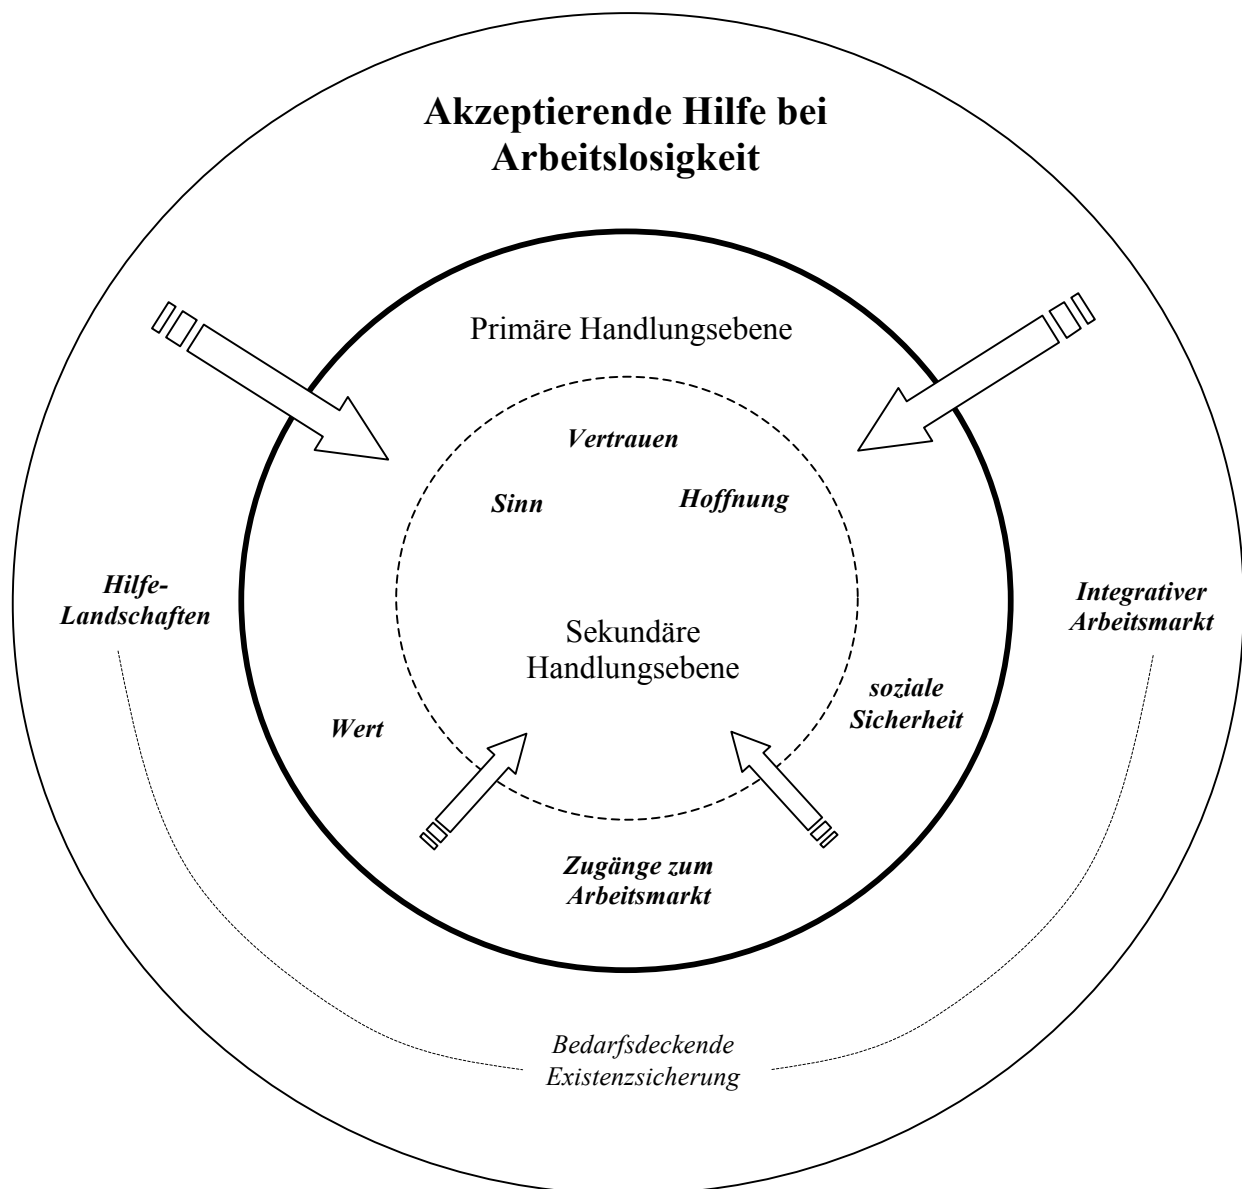 Akzeptierende Hilfe bei
Arbeitslosigkeit
Primäre Handlungsebene
Vertrauen
Sinn
Hoffnung
Hilfe-
Landschaften
Integrativer
Arbeitsmarkt
Sekundäre
Handlungsebene
Wert
soziale
Sicherheit
Zugänge zum
Arbeitsmarkt
Bedarfsdeckende
Existenzsicherung